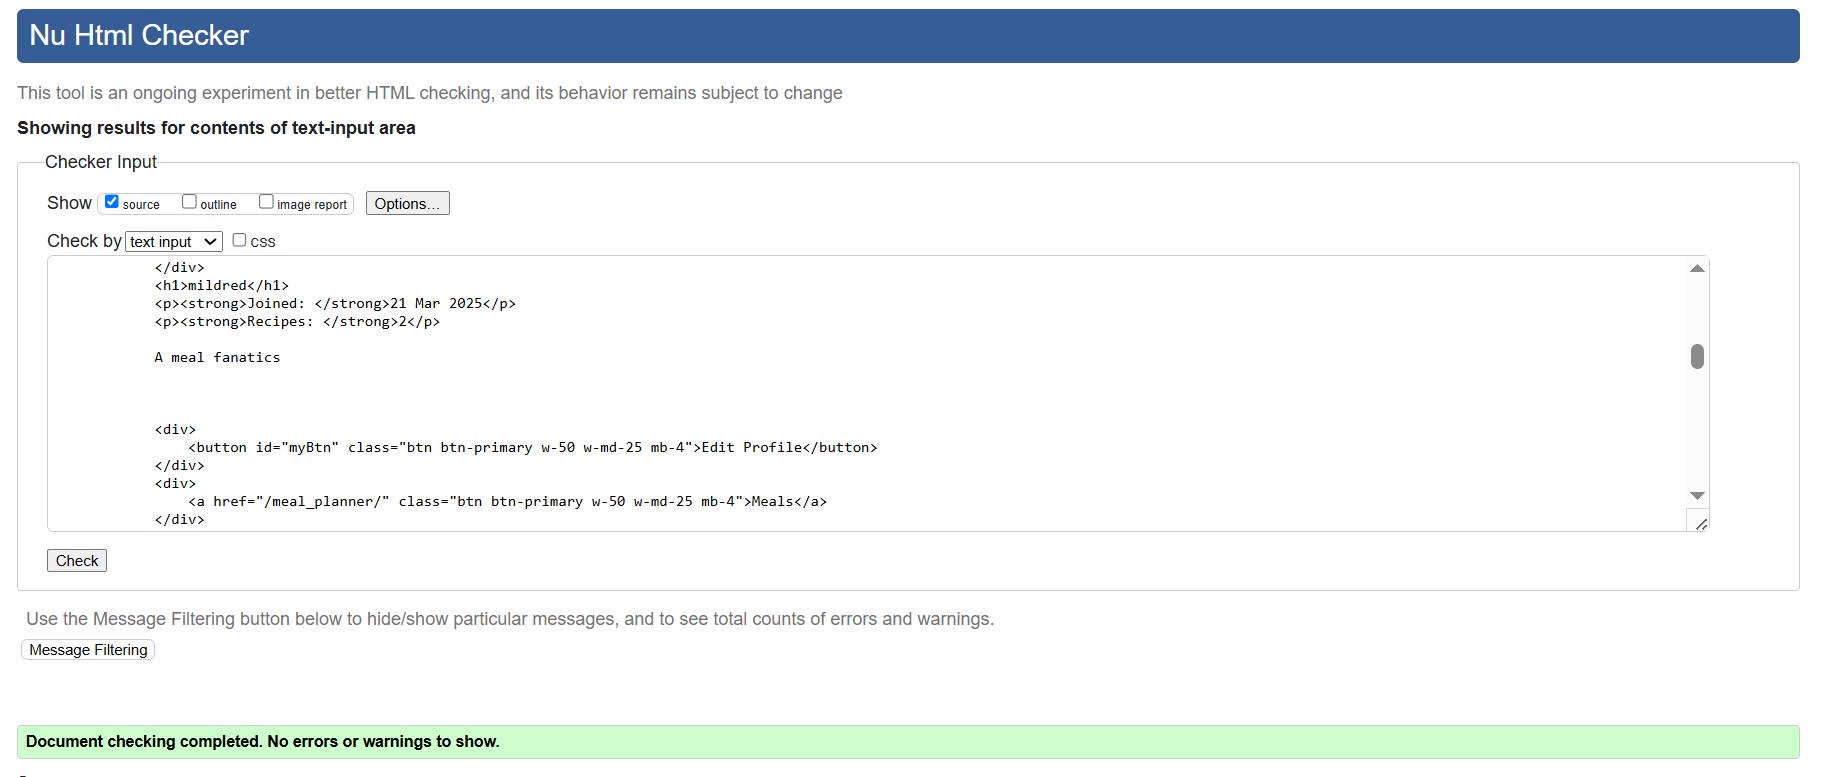 Nu Html Checker
This tool is an ongoing experiment in better HTML checking, and its behavior remains subject to change
Showing results for contents of text-input area
Checker Input
Show source outline image report Options...
Check by text input css
</div>
<h1>mildred</h1>
<p><strong>Joined: </strong>21 Mar 2025</p>
<p><strong>Recipes: </strong>2</p>
A meal fanatics
<div>
<button id="myBtn" class="btn btn-primary w-50 w-md-25 mb-4">Edit Profile</button>
</div>
<div>
<a href="/meal_planner/" class="btn btn-primary w-50 w-md-25 mb-4">Meals</a>
</div>
Check
Use the Message Filtering button below to hide/show particular messages, and to see total counts of errors and warnings.
Message Filtering
Document checking completed. No errors or warnings to show.